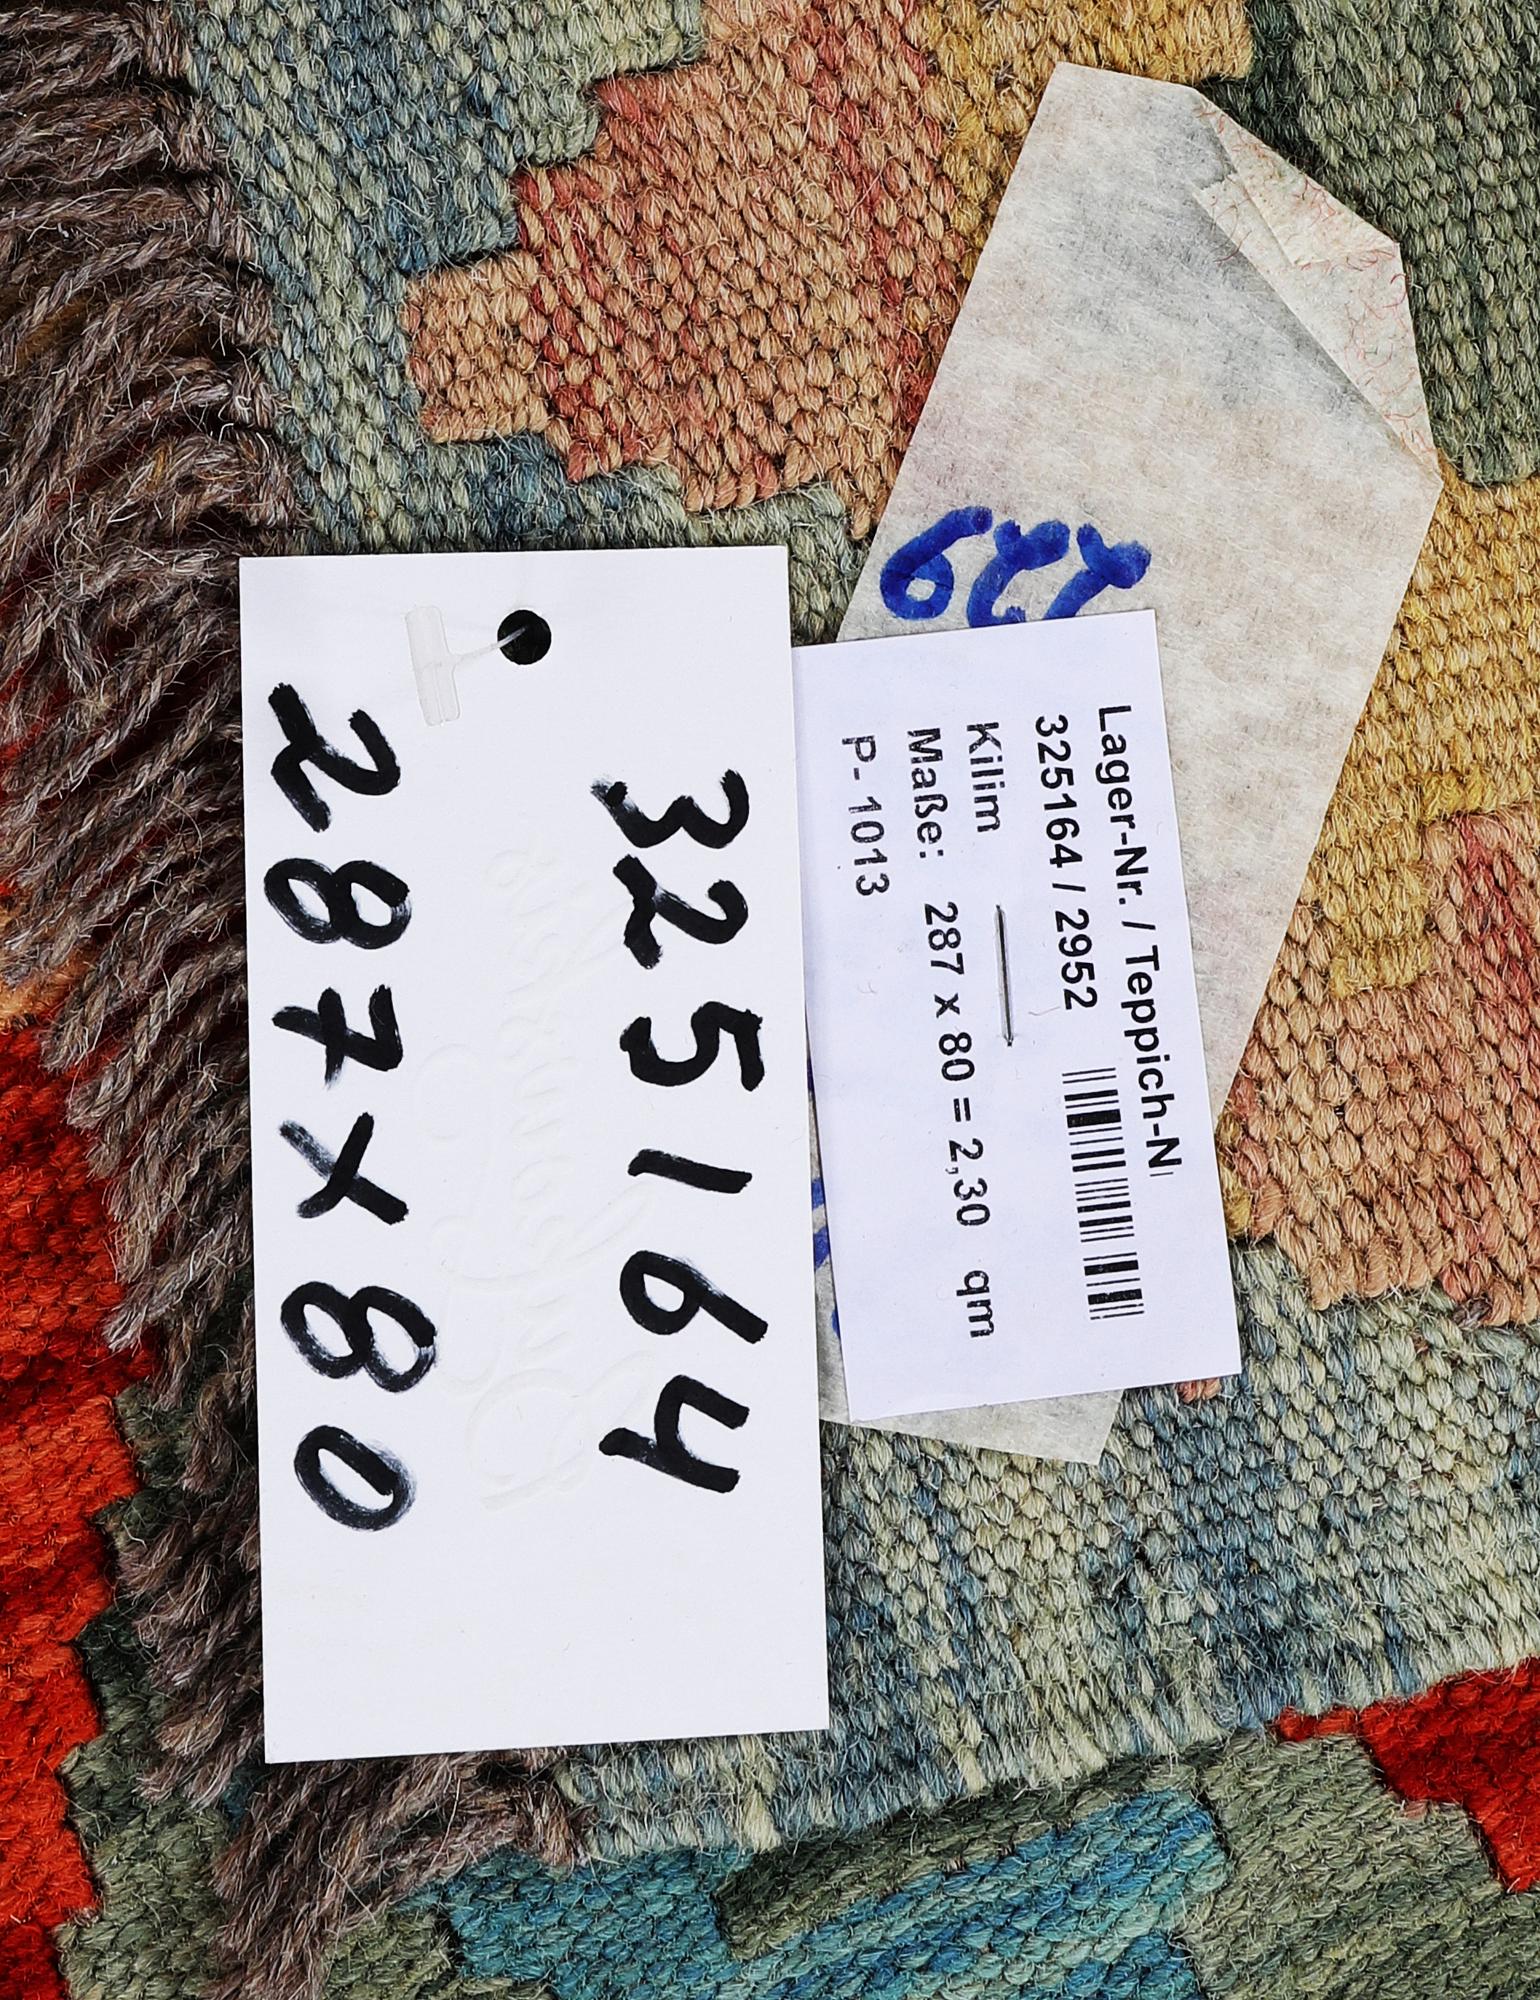 325164
287x80
Lager-Nr. / Teppich-N
325164 / 2952
Kilim
Maße: 287 x 80 = 2,30 qm
P- 1013